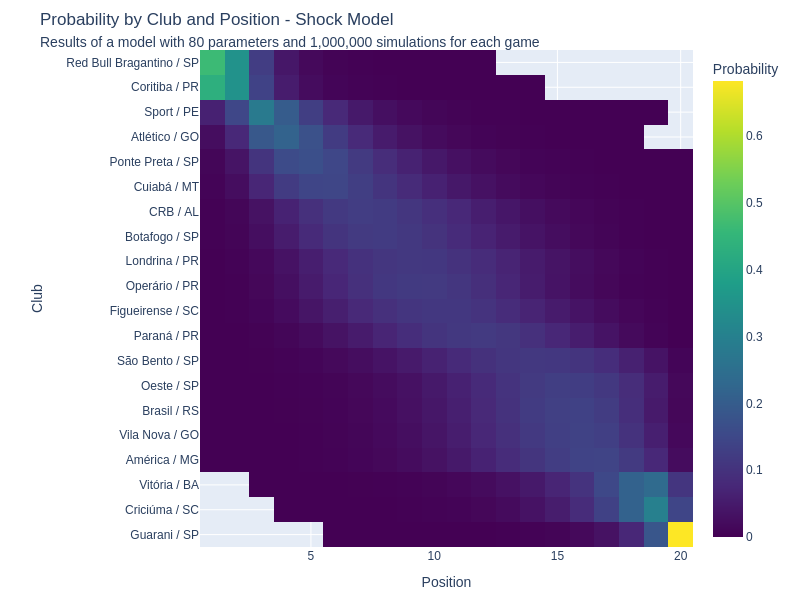 Probability by Club and Position - Shock Model
Results of a model with 80 parameters and 1,000,000 simulations for each game
Probability
Red Bull Bragantino / SP
Coritiba / PR
Sport / PE
Atlético / GO
Ponte Preta / SP
Cuiabá / MT
CRB / AL
Botafogo / SP
Londrina / PR
Operário / PR
Figueirense / SC
Paraná / PR
São Bento / SP
Oeste / SP
Brasil / RS
Vila Nova / GO
América / MG
Vitória / BA
Criciúma / SC
Guarani / SP
Club
5
10
15
20
Position
0.6
0.5
0.4
0.3
0.2
0.1
0